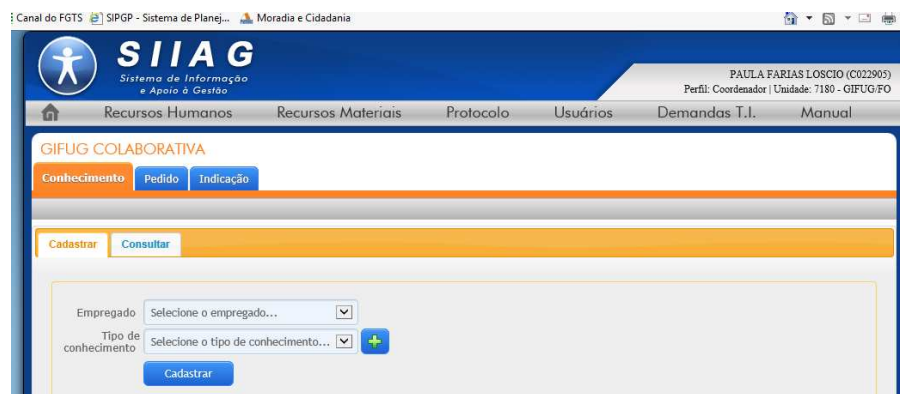 Canal do FGTS SIPGP - Sistema de Planej... Moradia e Cidadania
SIIAG
Sistema de Informação
e Apoio à Gestão
PAULA FARIAS LOSCIO (C022905)
Perfil: Coordenador | Unidade: 7180 - GIFUG/FO
Recursos Humanos Recursos Materiais Protocolo Usuários Demandas T.I. Manual
GIFUG COLABORATIVA
Conhecimento Pedido Indicação
Cadastrar Consultar
Empregado Selecione o empregado...
Tipo de
conhecimento Selecione o tipo de conhecimento...
Cadastrar